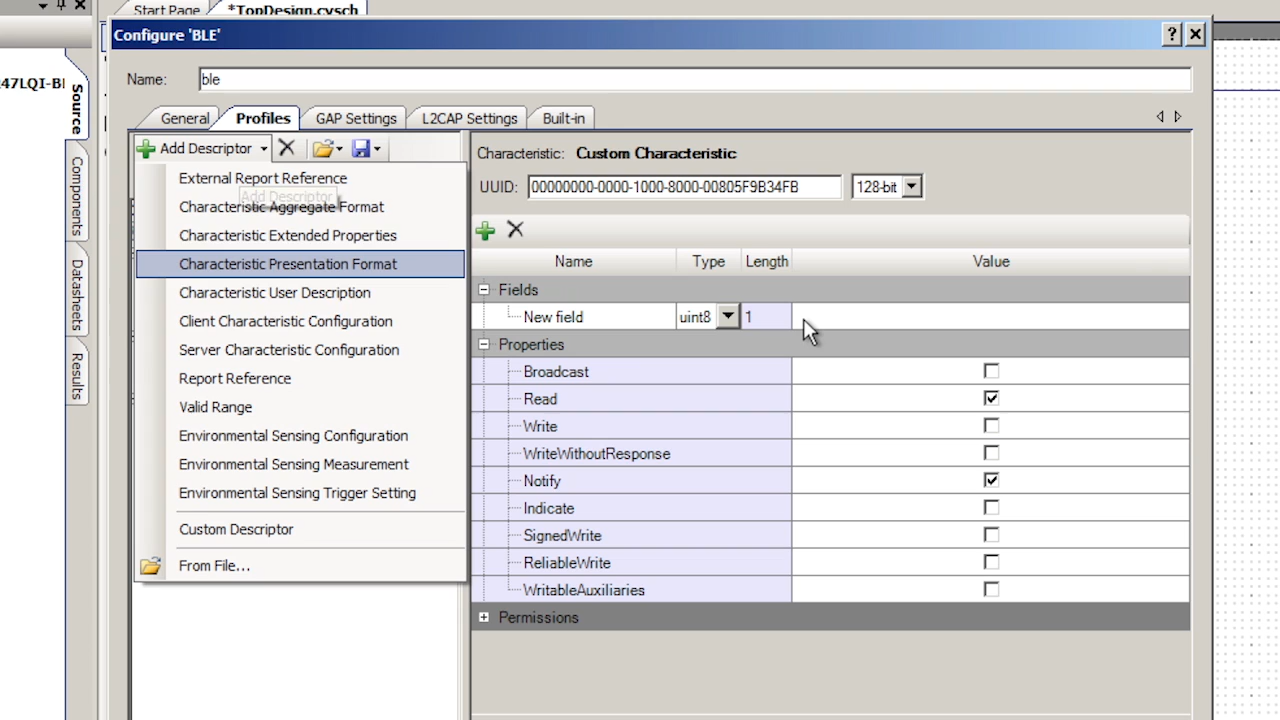 Start Page
*TopDesign.cysch
Configure 'BLE'
Name:
ble
General
Profiles
GAP Settings
L2CAP Settings
Built-in
Source
Components
Datasheets
Results
Add Descriptor
External Report Reference
Add Descriptor
Characteristic Aggregate Format
Characteristic Extended Properties
Characteristic Presentation Format
Characteristic User Description
Client Characteristic Configuration
Server Characteristic Configuration
Report Reference
Valid Range
Environmental Sensing Configuration
Environmental Sensing Measurement
Environmental Sensing Trigger Setting
Custom Descriptor
From File...
Characteristic: Custom Characteristic
UUID: 00000000-0000-1000-8000-00805F9B34FB 128-bit
Name Type Length Value
Fields
New field uint8 1
Properties
Broadcast
Read
Write
WriteWithoutResponse
Notify
Indicate
SignedWrite
ReliableWrite
WritableAuxiliaries
Permissions